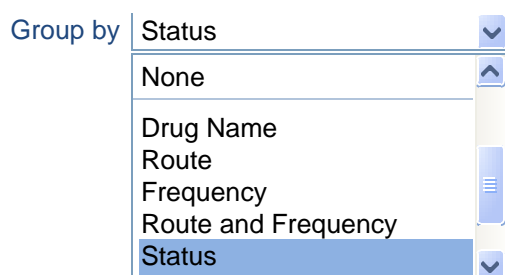 Group by Status
None
Drug Name
Route
Frequency
Route and Frequency
Status